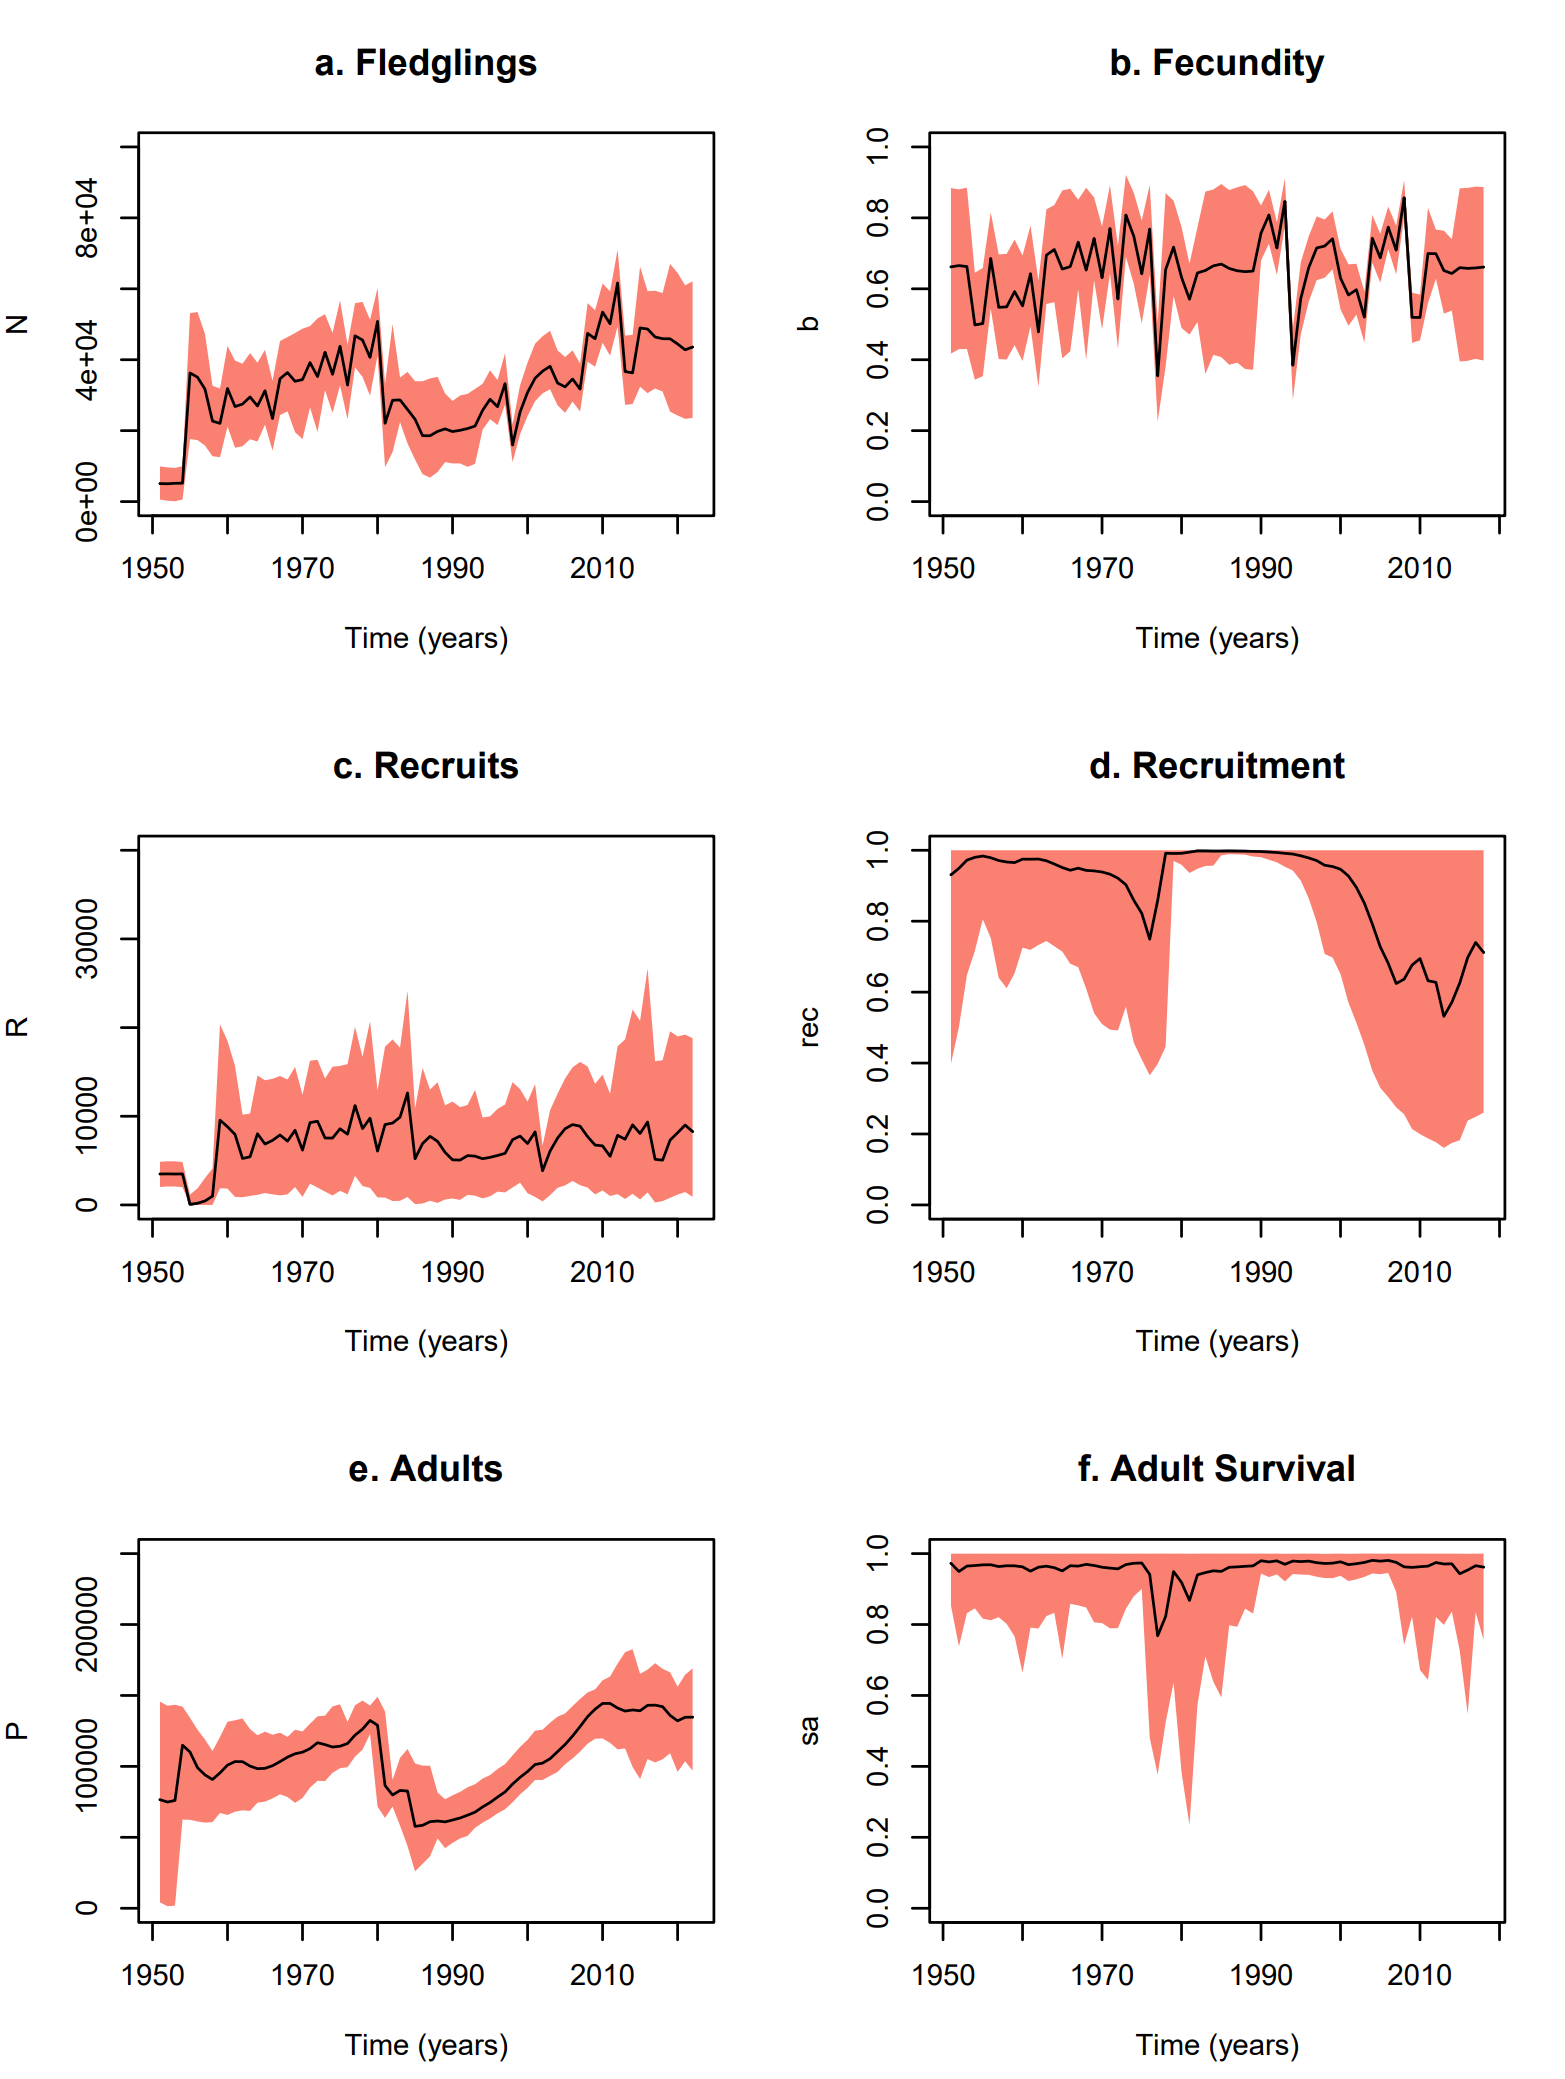 a. Fledglings
N
0e+00 4e+04 8e+04
1950 1970 1990 2010
Time (years)
b. Fecundity
b
0.0 0.2 0.4 0.6 0.8 1.0
1950 1970 1990 2010
Time (years)
c. Recruits
R
0 10000 30000
1950 1970 1990 2010
Time (years)
d. Recruitment
rec
0.0 0.2 0.4 0.6 0.8 1.0
1950 1970 1990 2010
Time (years)
e. Adults
P
0 100000 200000
1950 1970 1990 2010
Time (years)
f. Adult Survival
sa
0.0 0.2 0.4 0.6 0.8 1.0
1950 1970 1990 2010
Time (years)